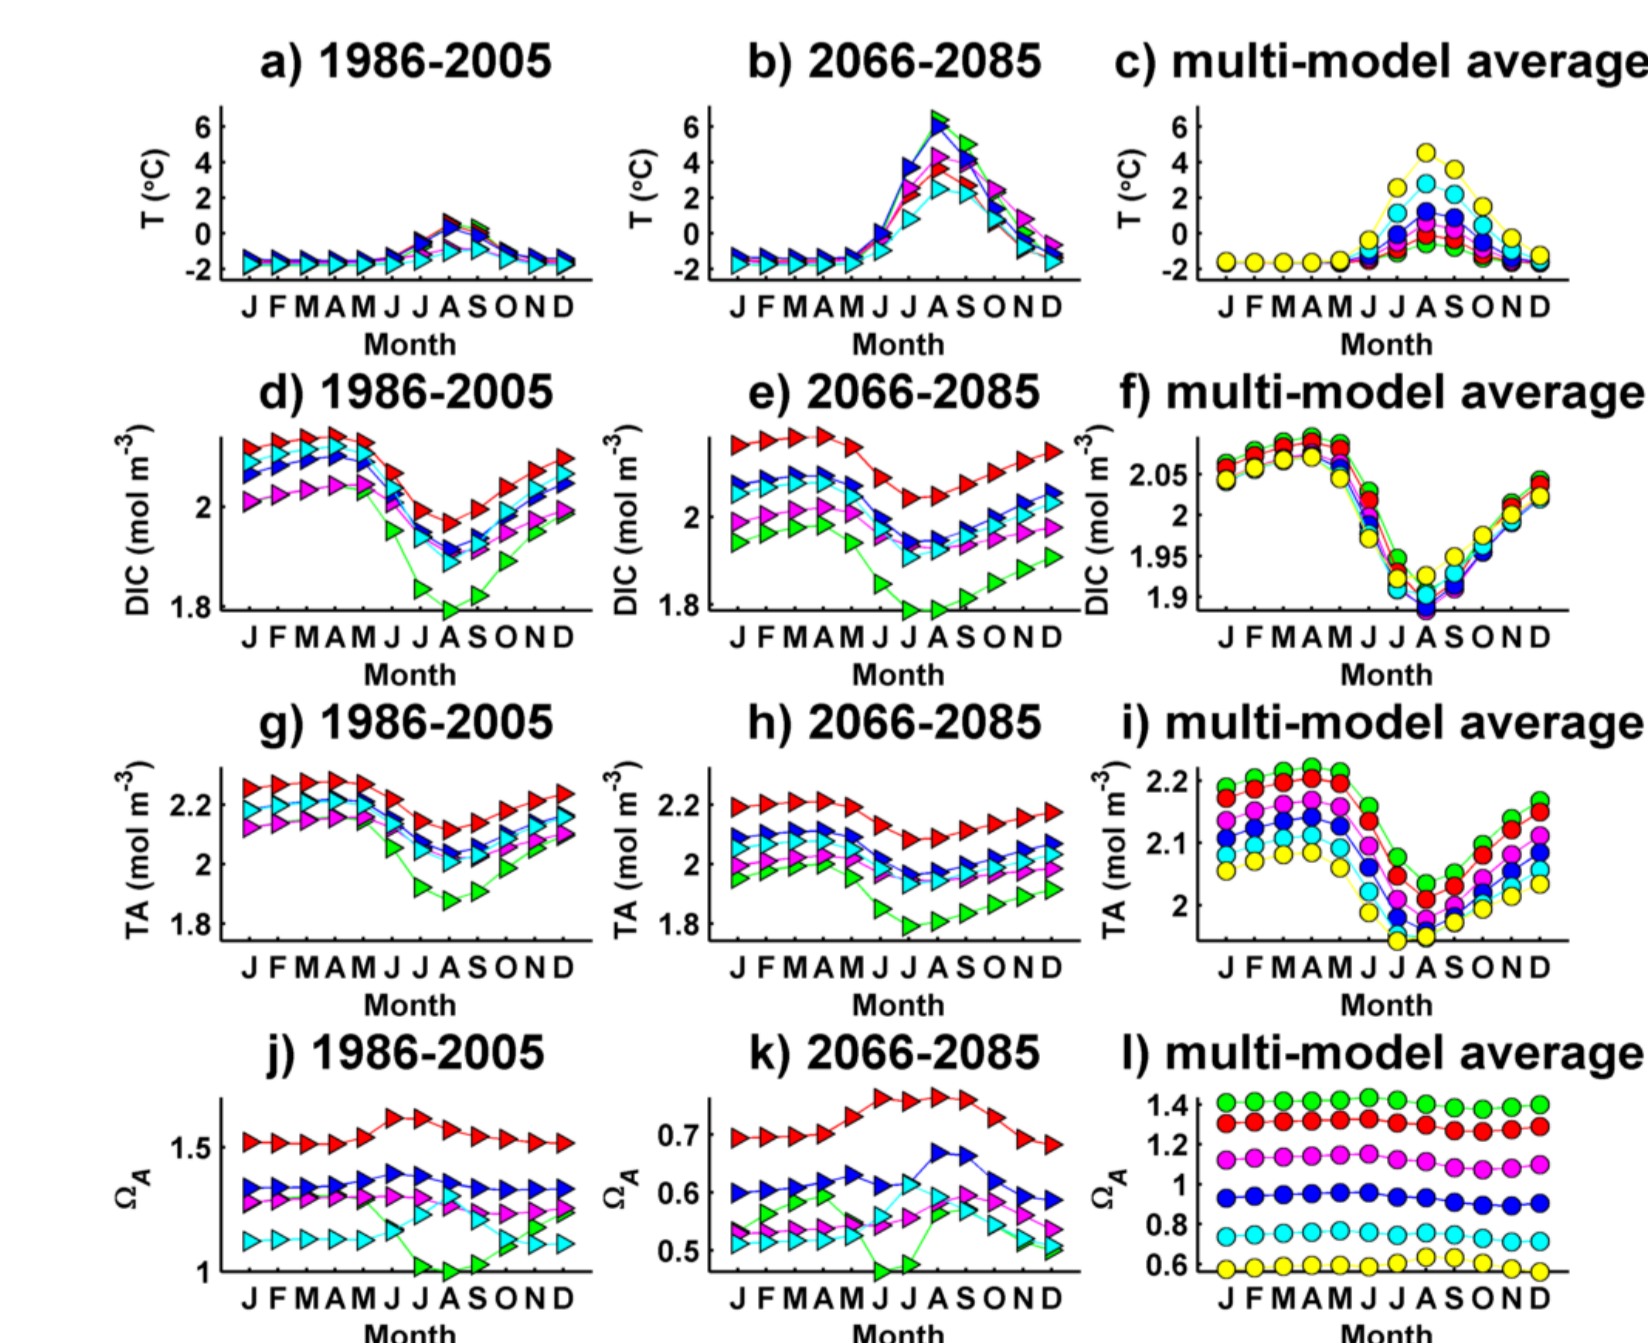 a) 1986-2005 b) 2066-2085 c) multi-model average
T (°C) 6 4 2 0 -2 T (°C) 6 4 2 0 -2 T (°C) 6 4 2 0 -2
J F M A M J J A S O N D J F M A M J J A S O N D J F M A M J J A S O N D
Month Month Month
d) 1986-2005 e) 2066-2085 f) multi-model average
DIC (mol m-3) 2 1.8 DIC (mol m-3) 2 1.8 DIC (mol m-3) 2.05 2 1.95 1.9
J F M A M J J A S O N D J F M A M J J A S O N D J F M A M J J A S O N D
Month Month Month
g) 1986-2005 h) 2066-2085 i) multi-model average
TA (mol m-3) 2.2 2 1.8 TA (mol m-3) 2.2 2 1.8 TA (mol m-3) 2.2 2.1 2
J F M A M J J A S O N D J F M A M J J A S O N D J F M A M J J A S O N D
Month Month Month
j) 1986-2005 k) 2066-2085 l) multi-model average
ΩA 1.5 1 ΩA 0.7 0.6 0.5 ΩA 1.4 1.2 1 0.8 0.6
J F M A M J J A S O N D J F M A M J J A S O N D J F M A M J J A S O N D
Month Month Month